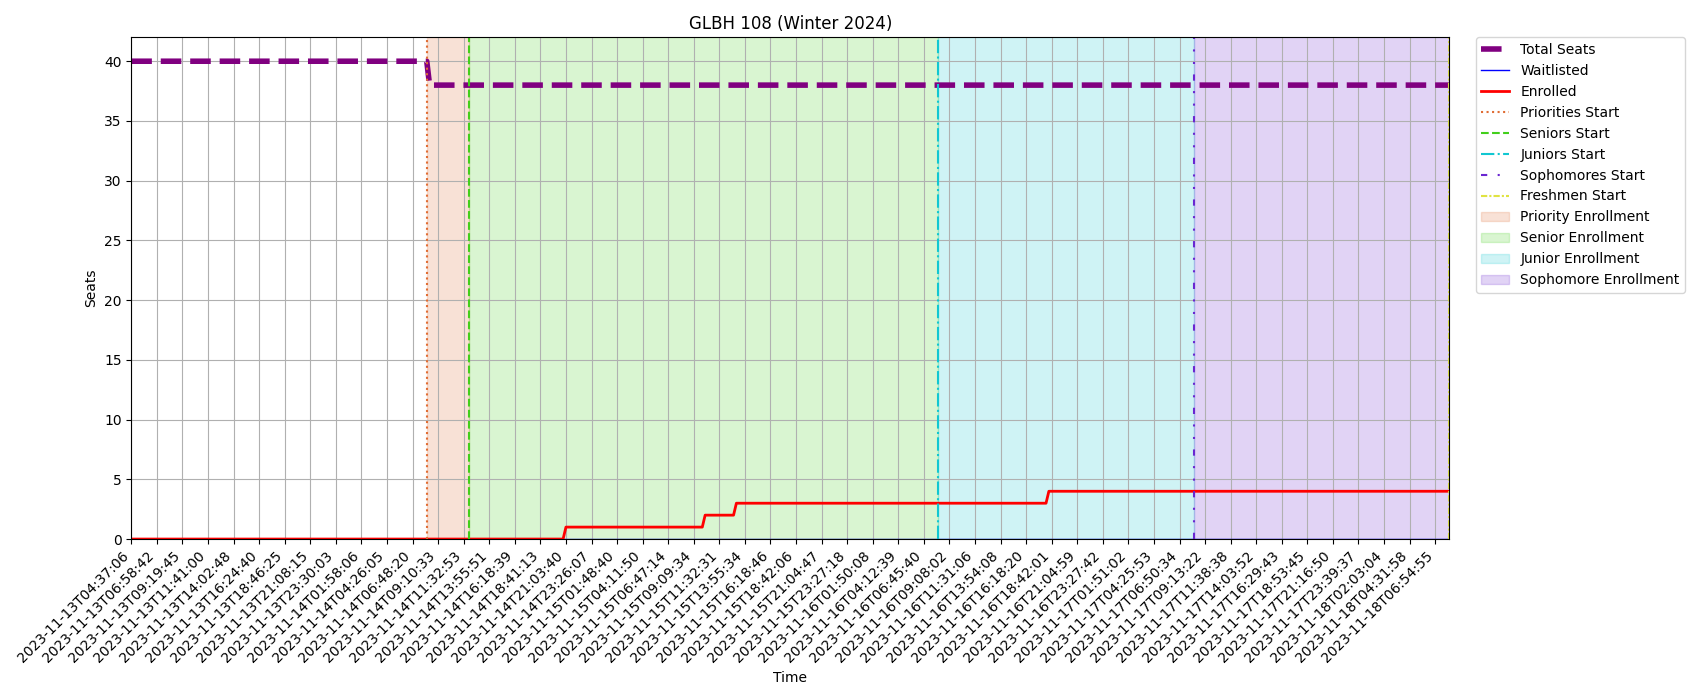 GLBH 108 (Winter 2024)
Total Seats
Waitlisted
Enrolled
Priorities Start
Seniors Start
Juniors Start
Sophomores Start
Freshmen Start
Priority Enrollment
Senior Enrollment
Junior Enrollment
Sophomore Enrollment
Seats
40
35
30
25
20
15
10
5
0
2023-11-13T04:37:06
2023-11-13T06:58:42
2023-11-13T09:19:45
2023-11-13T11:41:00
2023-11-13T14:02:48
2023-11-13T16:24:40
2023-11-13T18:46:25
2023-11-13T21:08:15
2023-11-13T23:30:03
2023-11-14T01:58:06
2023-11-14T04:26:05
2023-11-14T06:48:20
2023-11-14T09:10:33
2023-11-14T11:32:53
2023-11-14T13:55:51
2023-11-14T16:18:39
2023-11-14T18:41:13
2023-11-14T21:03:40
2023-11-14T23:26:07
2023-11-15T01:48:40
2023-11-15T04:11:50
2023-11-15T06:47:14
2023-11-15T09:09:34
2023-11-15T11:32:31
2023-11-15T13:55:34
2023-11-15T16:18:46
2023-11-15T18:42:06
2023-11-15T21:04:47
2023-11-15T23:27:18
2023-11-16T01:50:08
2023-11-16T04:12:39
2023-11-16T06:45:40
2023-11-16T09:08:02
2023-11-16T11:31:06
2023-11-16T13:54:08
2023-11-16T16:18:20
2023-11-16T18:42:01
2023-11-16T21:04:59
2023-11-16T23:27:42
2023-11-17T01:51:02
2023-11-17T04:25:53
2023-11-17T06:50:34
2023-11-17T09:13:22
2023-11-17T11:38:38
2023-11-17T14:03:52
2023-11-17T16:29:43
2023-11-17T18:53:45
2023-11-17T21:16:50
2023-11-17T23:39:37
2023-11-18T02:03:04
2023-11-18T04:31:58
2023-11-18T06:54:55
Time